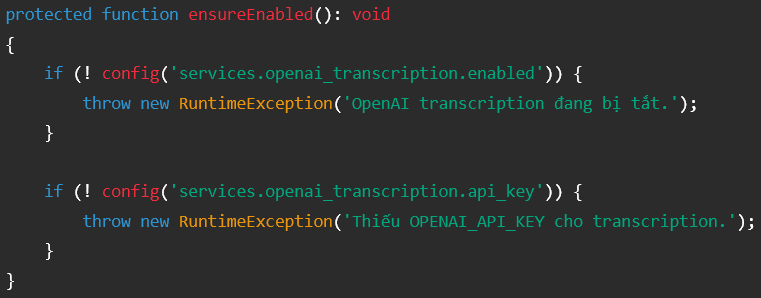 protected function ensureEnabled(): void
{
    if (! config('services.openai_transcription.enabled')) {
        throw new RuntimeException('OpenAI transcription đang bị tắt.');
    }

    if (! config('services.openai_transcription.api_key')) {
        throw new RuntimeException('Thiếu OPENAI_API_KEY cho transcription.');
    }
}